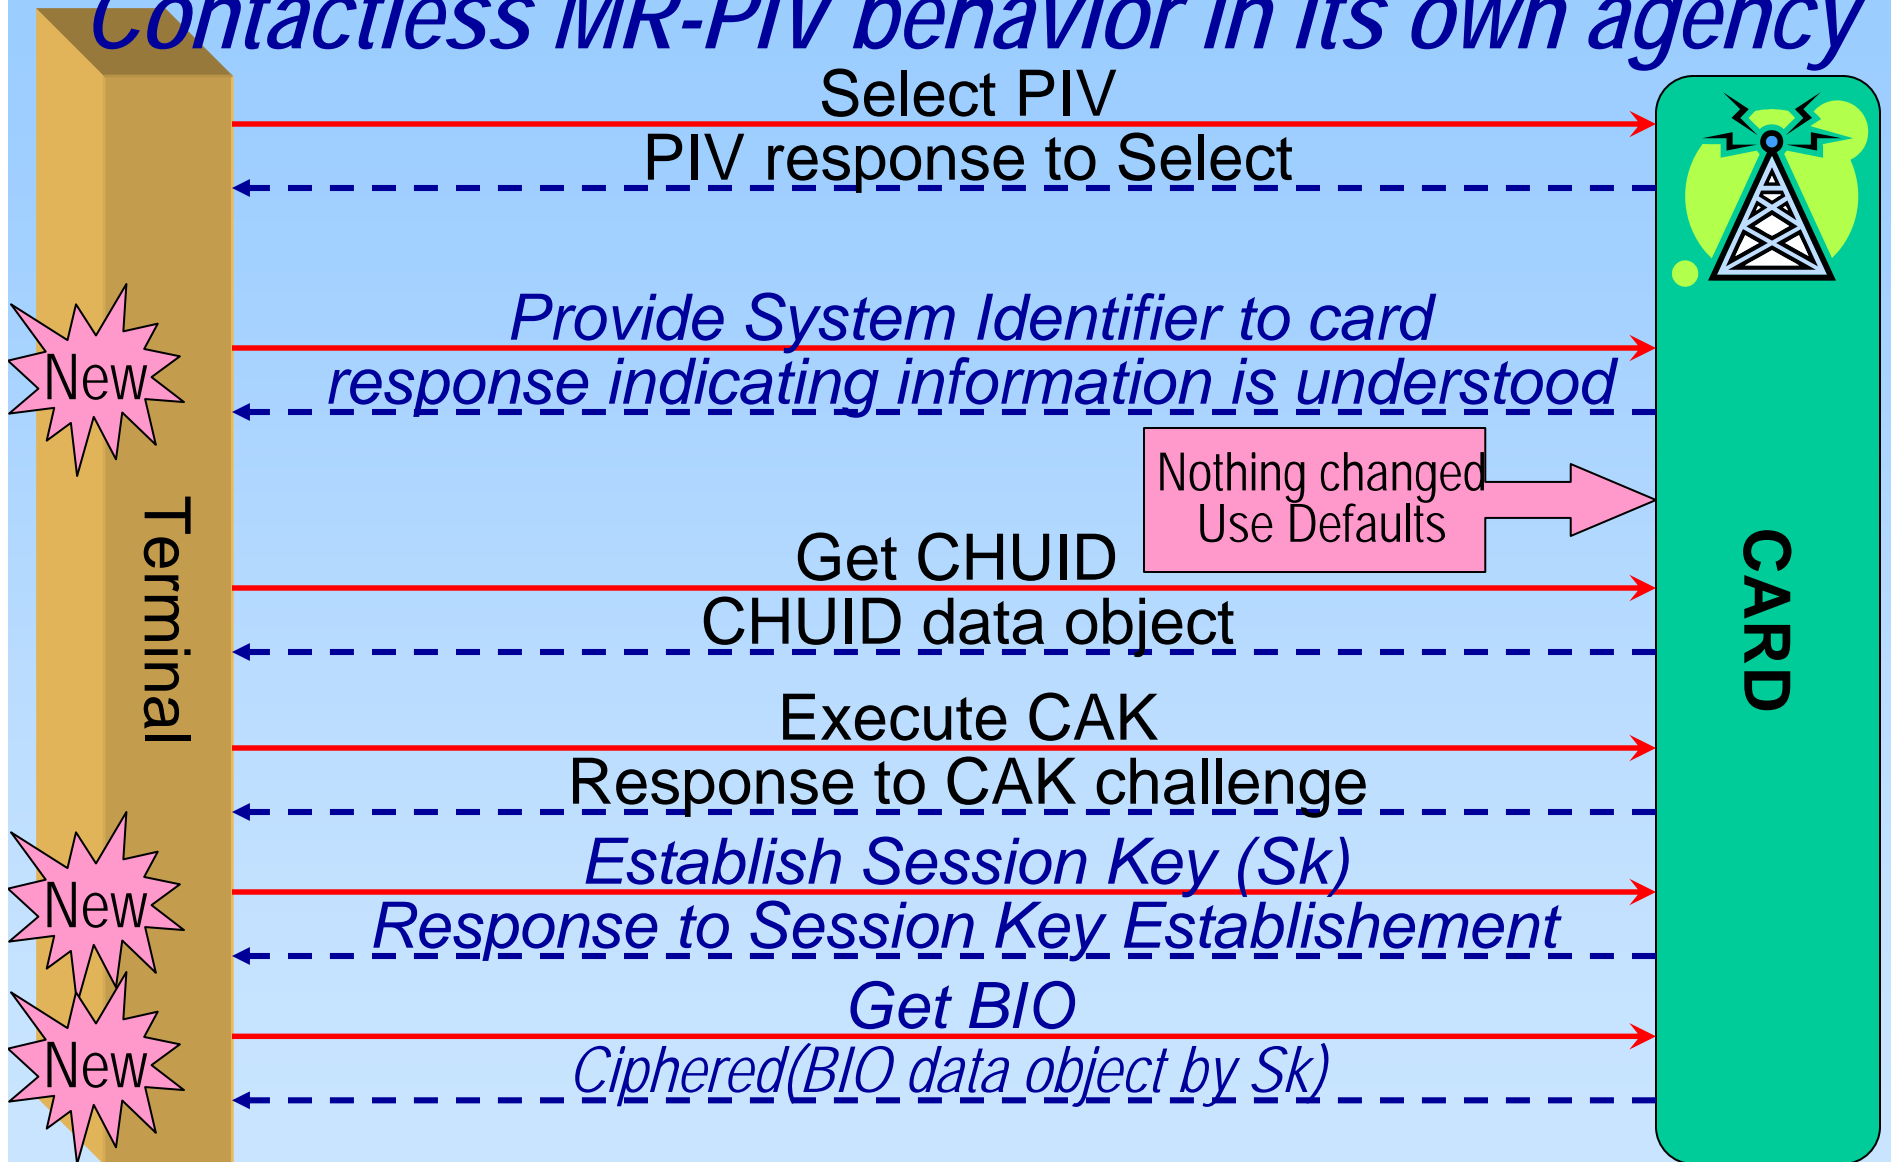 Contactless MR-PIV behavior in its own agency
Select PIV
PIV response to Select
New
Provide System Identifier to card
response indicating information is understood
Nothing changed
Use Defaults
Terminal
CARD
Get CHUID
CHUID data object
Execute CAK
Response to CAK challenge
New
Establish Session Key (Sk)
Response to Session Key Establishement
New
Get BIO
Ciphered(BIO data object by Sk)